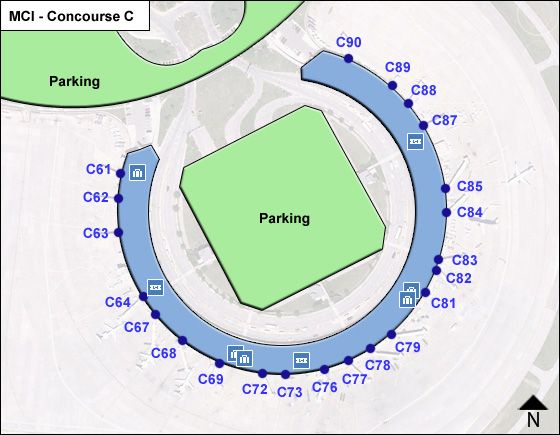 MCI - Concourse C
Parking
C90
C89
C88
C87
C85
C84
C83
C82
C81
C79
C78
C77
C76
C73
C72
C69
C68
C67
C64
C63
C62
C61
Parking
N